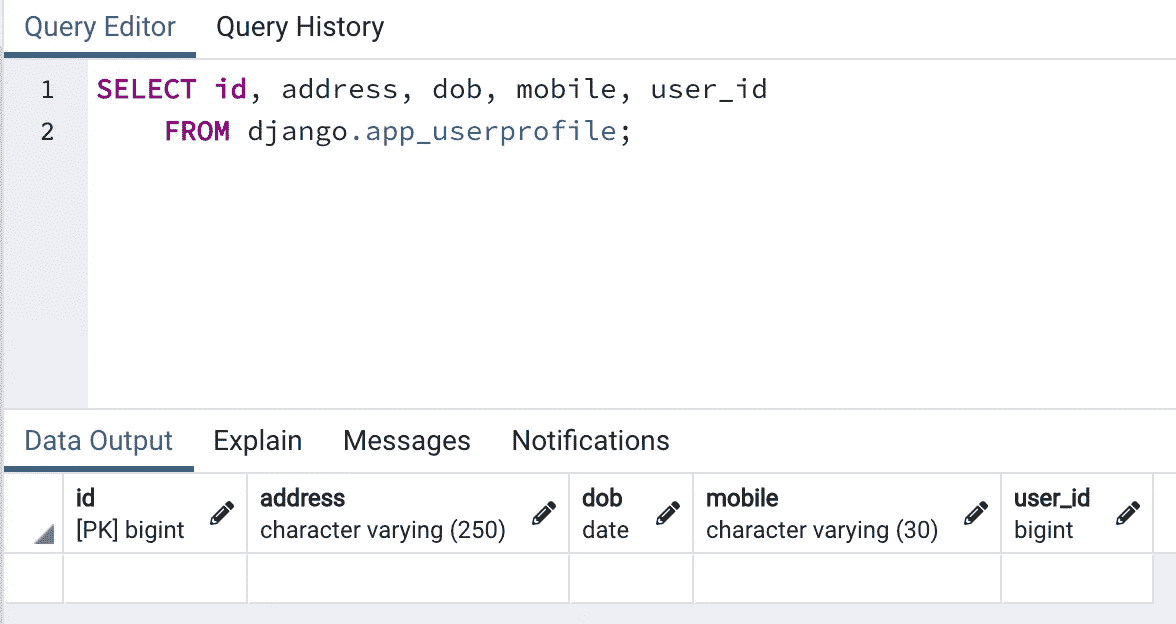 Query Editor Query History
1 SELECT id, address, dob, mobile, user_id
2 FROM django.app_userprofile;
Data Output Explain Messages Notifications
id address dob mobile user_id
[PK] bigint character varying (250) date character varying (30) bigint